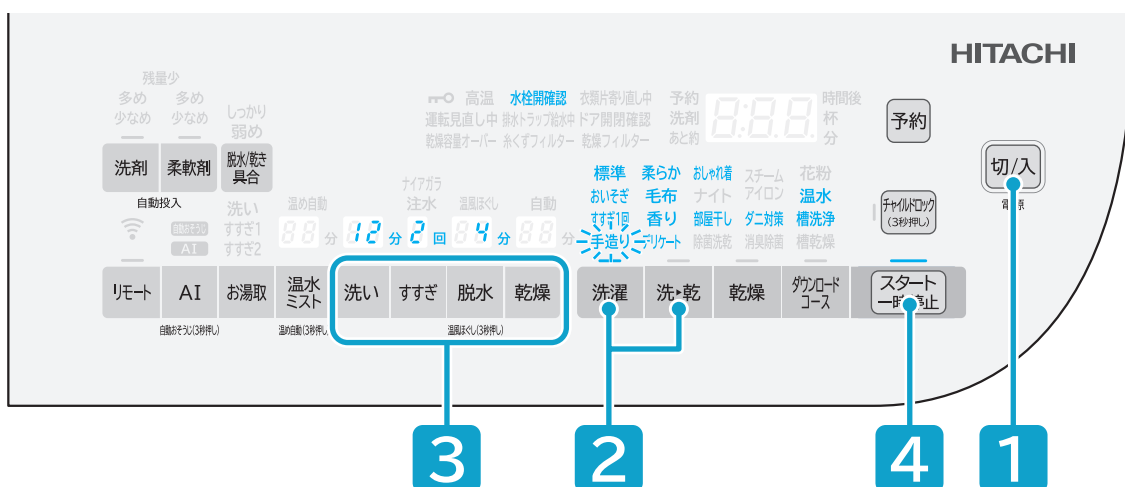 HITACHI
残量少
多め 多め
少なめ 少なめ
しっかり
弱め
高温 水栓開確認 衣類片寄り直し中 予約 時間後
運転見直し中 排水トラップ給水中 ドア開閉確認 洗剤 杯
乾燥容量オーバー 糸くずフィルター 乾燥フィルター あと約 分
8:88
予約
切/入
電源
洗剤 柔軟剤 脱水/乾き具合
自動投入
標準 柔らか おしゃれ着 スチームアイロン 花粉
おいそぎ 毛布 ナイト 温水
すすぎ1回 香り 部屋干し ダニ対策 槽洗浄
手造り デリケート 除菌洗乾 消臭除菌 槽乾燥
チャイルドロック
(3秒押し)
ナイアガラ
洗い 温め自動 注水 温風ほぐし 自動
自動おそうじ すすぎ1
AI すすぎ2
88分 12分 2回 84分 88分
リモート AI お湯取 温水ミスト 洗い すすぎ 脱水 乾燥 洗濯 洗▸乾 乾燥 ダウンロードコース スタート一時停止
自動おそうじ(3秒押し) 温め自動(3秒押し) 温風ほぐし(3秒押し)
3 2 4 1